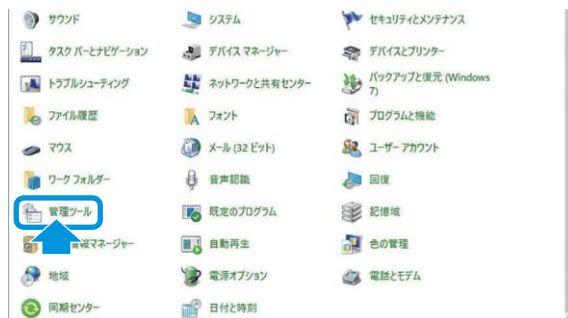 サウンド
システム
セキュリティとメンテナンス
タスク バーとナビゲーション
デバイス マネージャー
デバイスとプリンター
トラブルシューティング
ネットワークと共有センター
バックアップと復元 (Windows
7)
ファイル履歴
フォント
プログラムと機能
マウス
メール (32 ビット)
ユーザー アカウント
ワーク フォルダー
音声認識
回復
管理ツール
既定のプログラム
記憶域
マネージャー
自動再生
色の管理
地域
電源オプション
電話とモデム
同期センター
日付と時刻